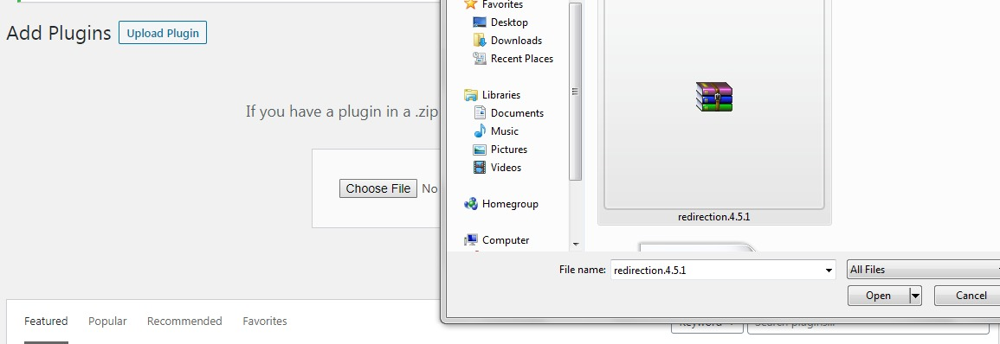 Add Plugins Upload Plugin
If you have a plugin in a .zip
Choose File No
Featured Popular Recommended Favorites
Favorites
Desktop
Downloads
Recent Places
Libraries
Documents
Music
Pictures
Videos
Homegroup
Computer
redirection.4.5.1
File name: redirection.4.5.1 All Files
Open Cancel
Keyword Search plugins...